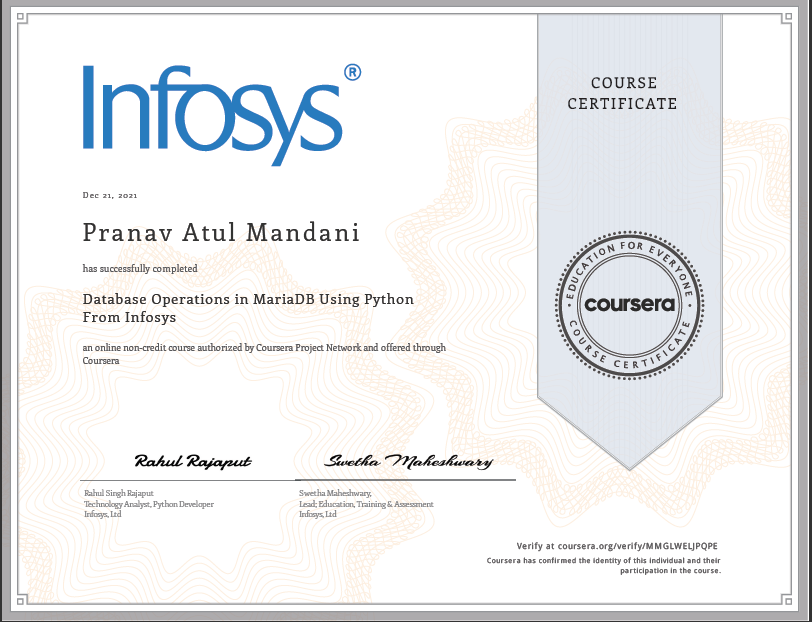 Infosys®
COURSE
CERTIFICATE
Dec 21, 2021
Pranav Atul Mandani
has successfully completed
Database Operations in MariaDB Using Python
From Infosys
an online non-credit course authorized by Coursera Project Network and offered through
Coursera
EDUCATION FOR EVERYONE
coursera
COURSE CERTIFICATE
Rahul Rajaput
Swetha Maheshwary
Rahul Singh Rajaput
Technology Analyst, Python Developer
Infosys, Ltd
Swetha Maheshwary,
Lead; Education, Training & Assessment
Infosys, Ltd
Verify at coursera.org/verify/MMGLWELJPQPE
Coursera has confirmed the identity of this individual and their
participation in the course.